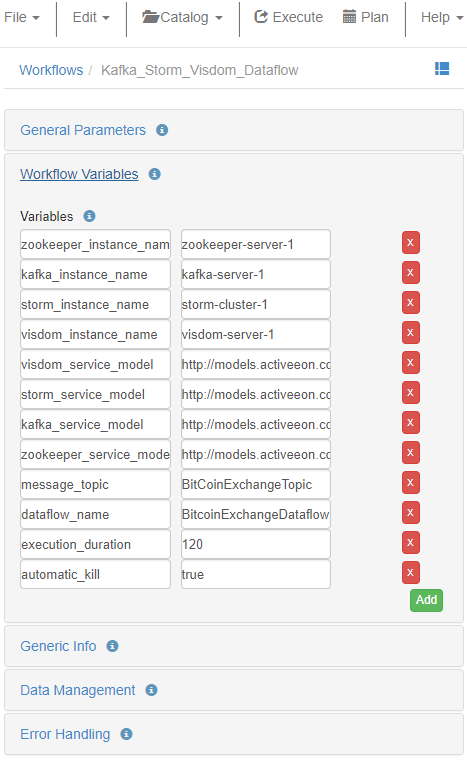 File Edit Catalog Execute Plan Help
Workflows / Kafka_Storm_Visdom_Dataflow
General Parameters
Workflow Variables
Variables
zookeeper_instance_nam zookeeper-server-1 x
kafka_instance_name kafka-server-1 x
storm_instance_name storm-cluster-1 x
visdom_instance_name visdom-server-1 x
visdom_service_model http://models.activeeon.co x
storm_service_model http://models.activeeon.co x
kafka_service_model http://models.activeeon.co x
zookeeper_service_mode http://models.activeeon.co x
message_topic BitCoinExchangeTopic x
dataflow_name BitcoinExchangeDataflow x
execution_duration 120 x
automatic_kill true x
Add
Generic Info
Data Management
Error Handling